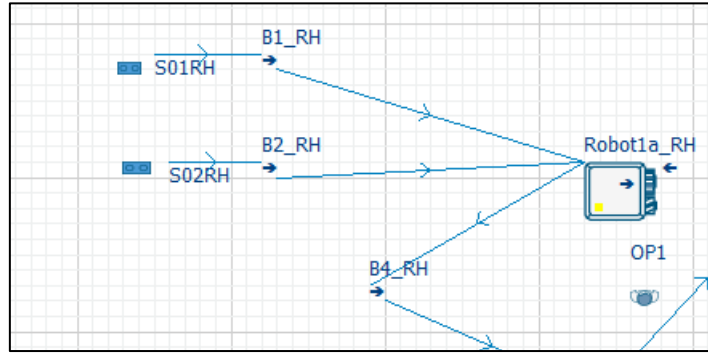 B1_RH
S01RH
B2_RH
Robot1a_RH
S02RH
OP1
B4_RH